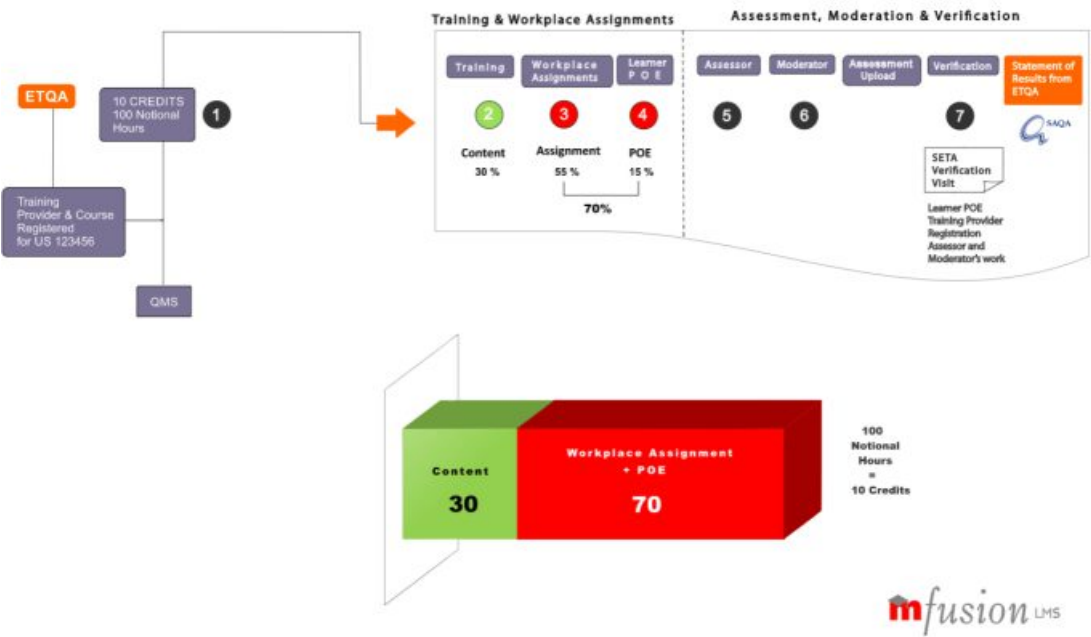 Training & Workplace Assignments
Assessment, Moderation & Verification
ETQA
10 CREDITS
100 Notional
Hours
1
Training
Provider & Course
Registered
for US 123456
QMS
Training
2
Content
30 %
Workplace
Assignments
3
Assignment
55 %
Learner
P O E
4
POE
15 %
70%
Assessor
5
Moderator
6
Assessment
Upload
Verification
7
SETA
Verification
Visit
Learner POE
Training Provider
Registration
Assessor and
Moderator's work
Statement of
Results from
ETQA
SAQA
Content
30
Workplace Assignment
+ POE
70
100
Notional
Hours
=
10 Credits
mfusion LMS